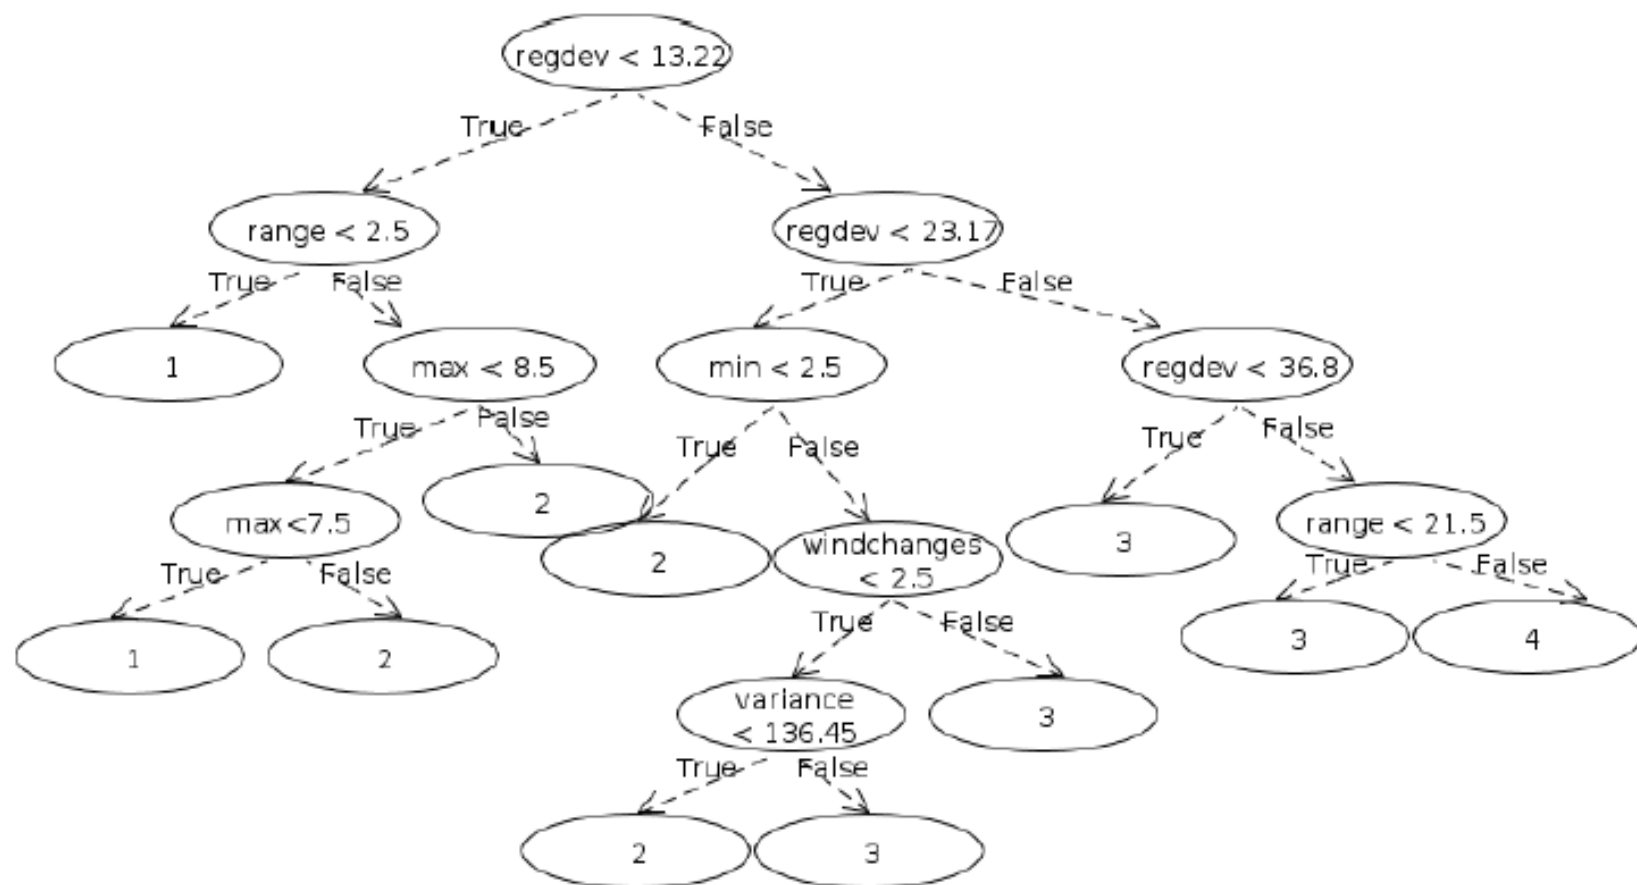 regdev < 13.22
True
False
range < 2.5
regdev < 23.17
True
False
True
False
1
max < 8.5
min < 2.5
regdev < 36.8
True
False
True
False
True
False
max<7.5
2
2
windchanges
< 2.5
3
range < 21.5
True
False
True
False
True
False
1
2
variance
< 136.45
3
3
4
True
False
2
3